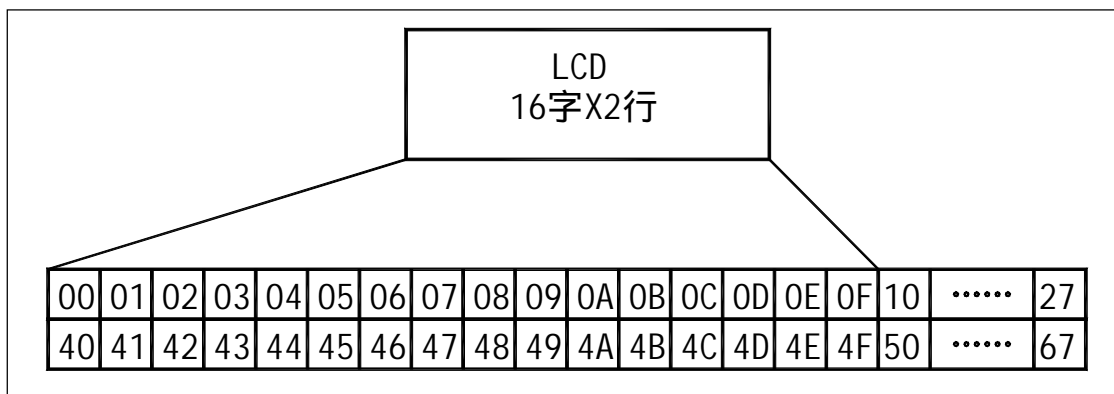 LCD
16字X2行
00 01 02 03 04 05 06 07 08 09 0A 0B 0C 0D 0E 0F 10 ······ 27
40 41 42 43 44 45 46 47 48 49 4A 4B 4C 4D 4E 4F 50 ······ 67